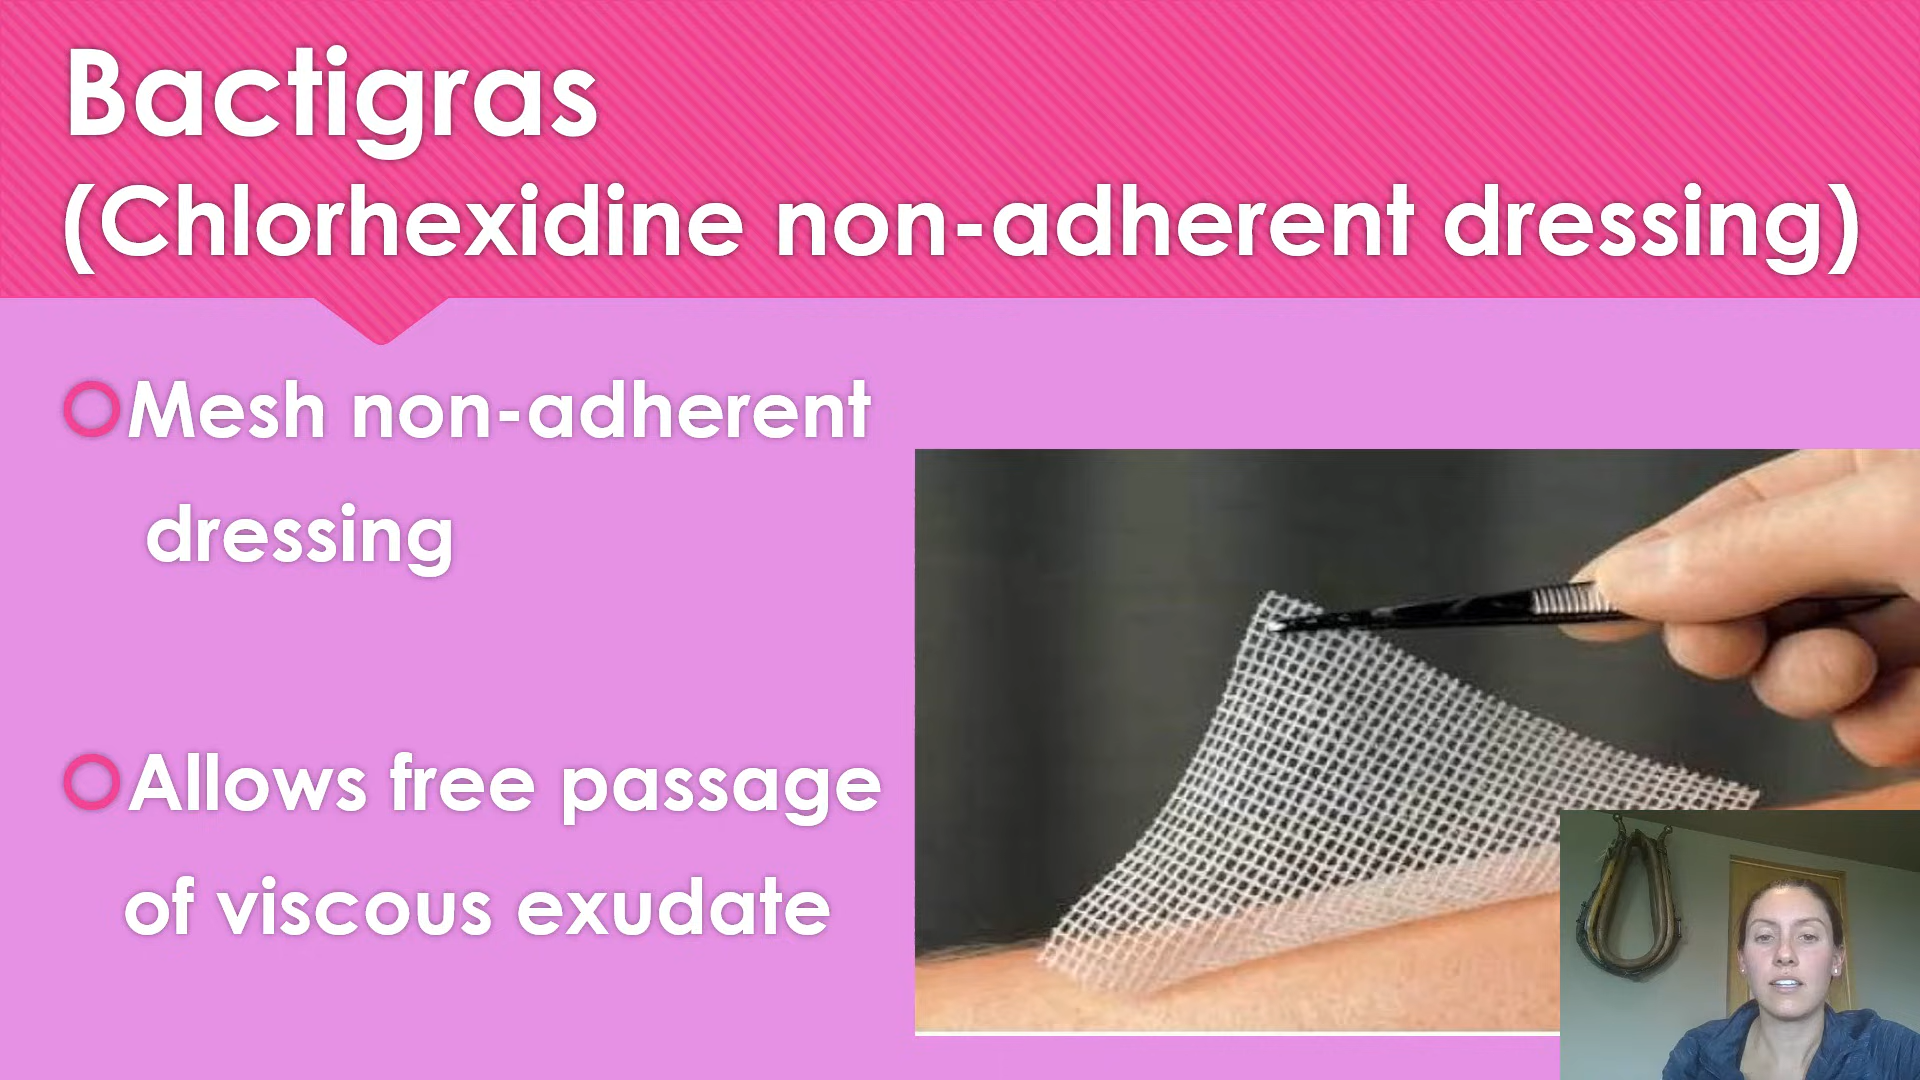 Bactigras
(Chlorhexidine non-adherent dressing)
Mesh non-adherent
dressing
Allows free passage
of viscous exudate